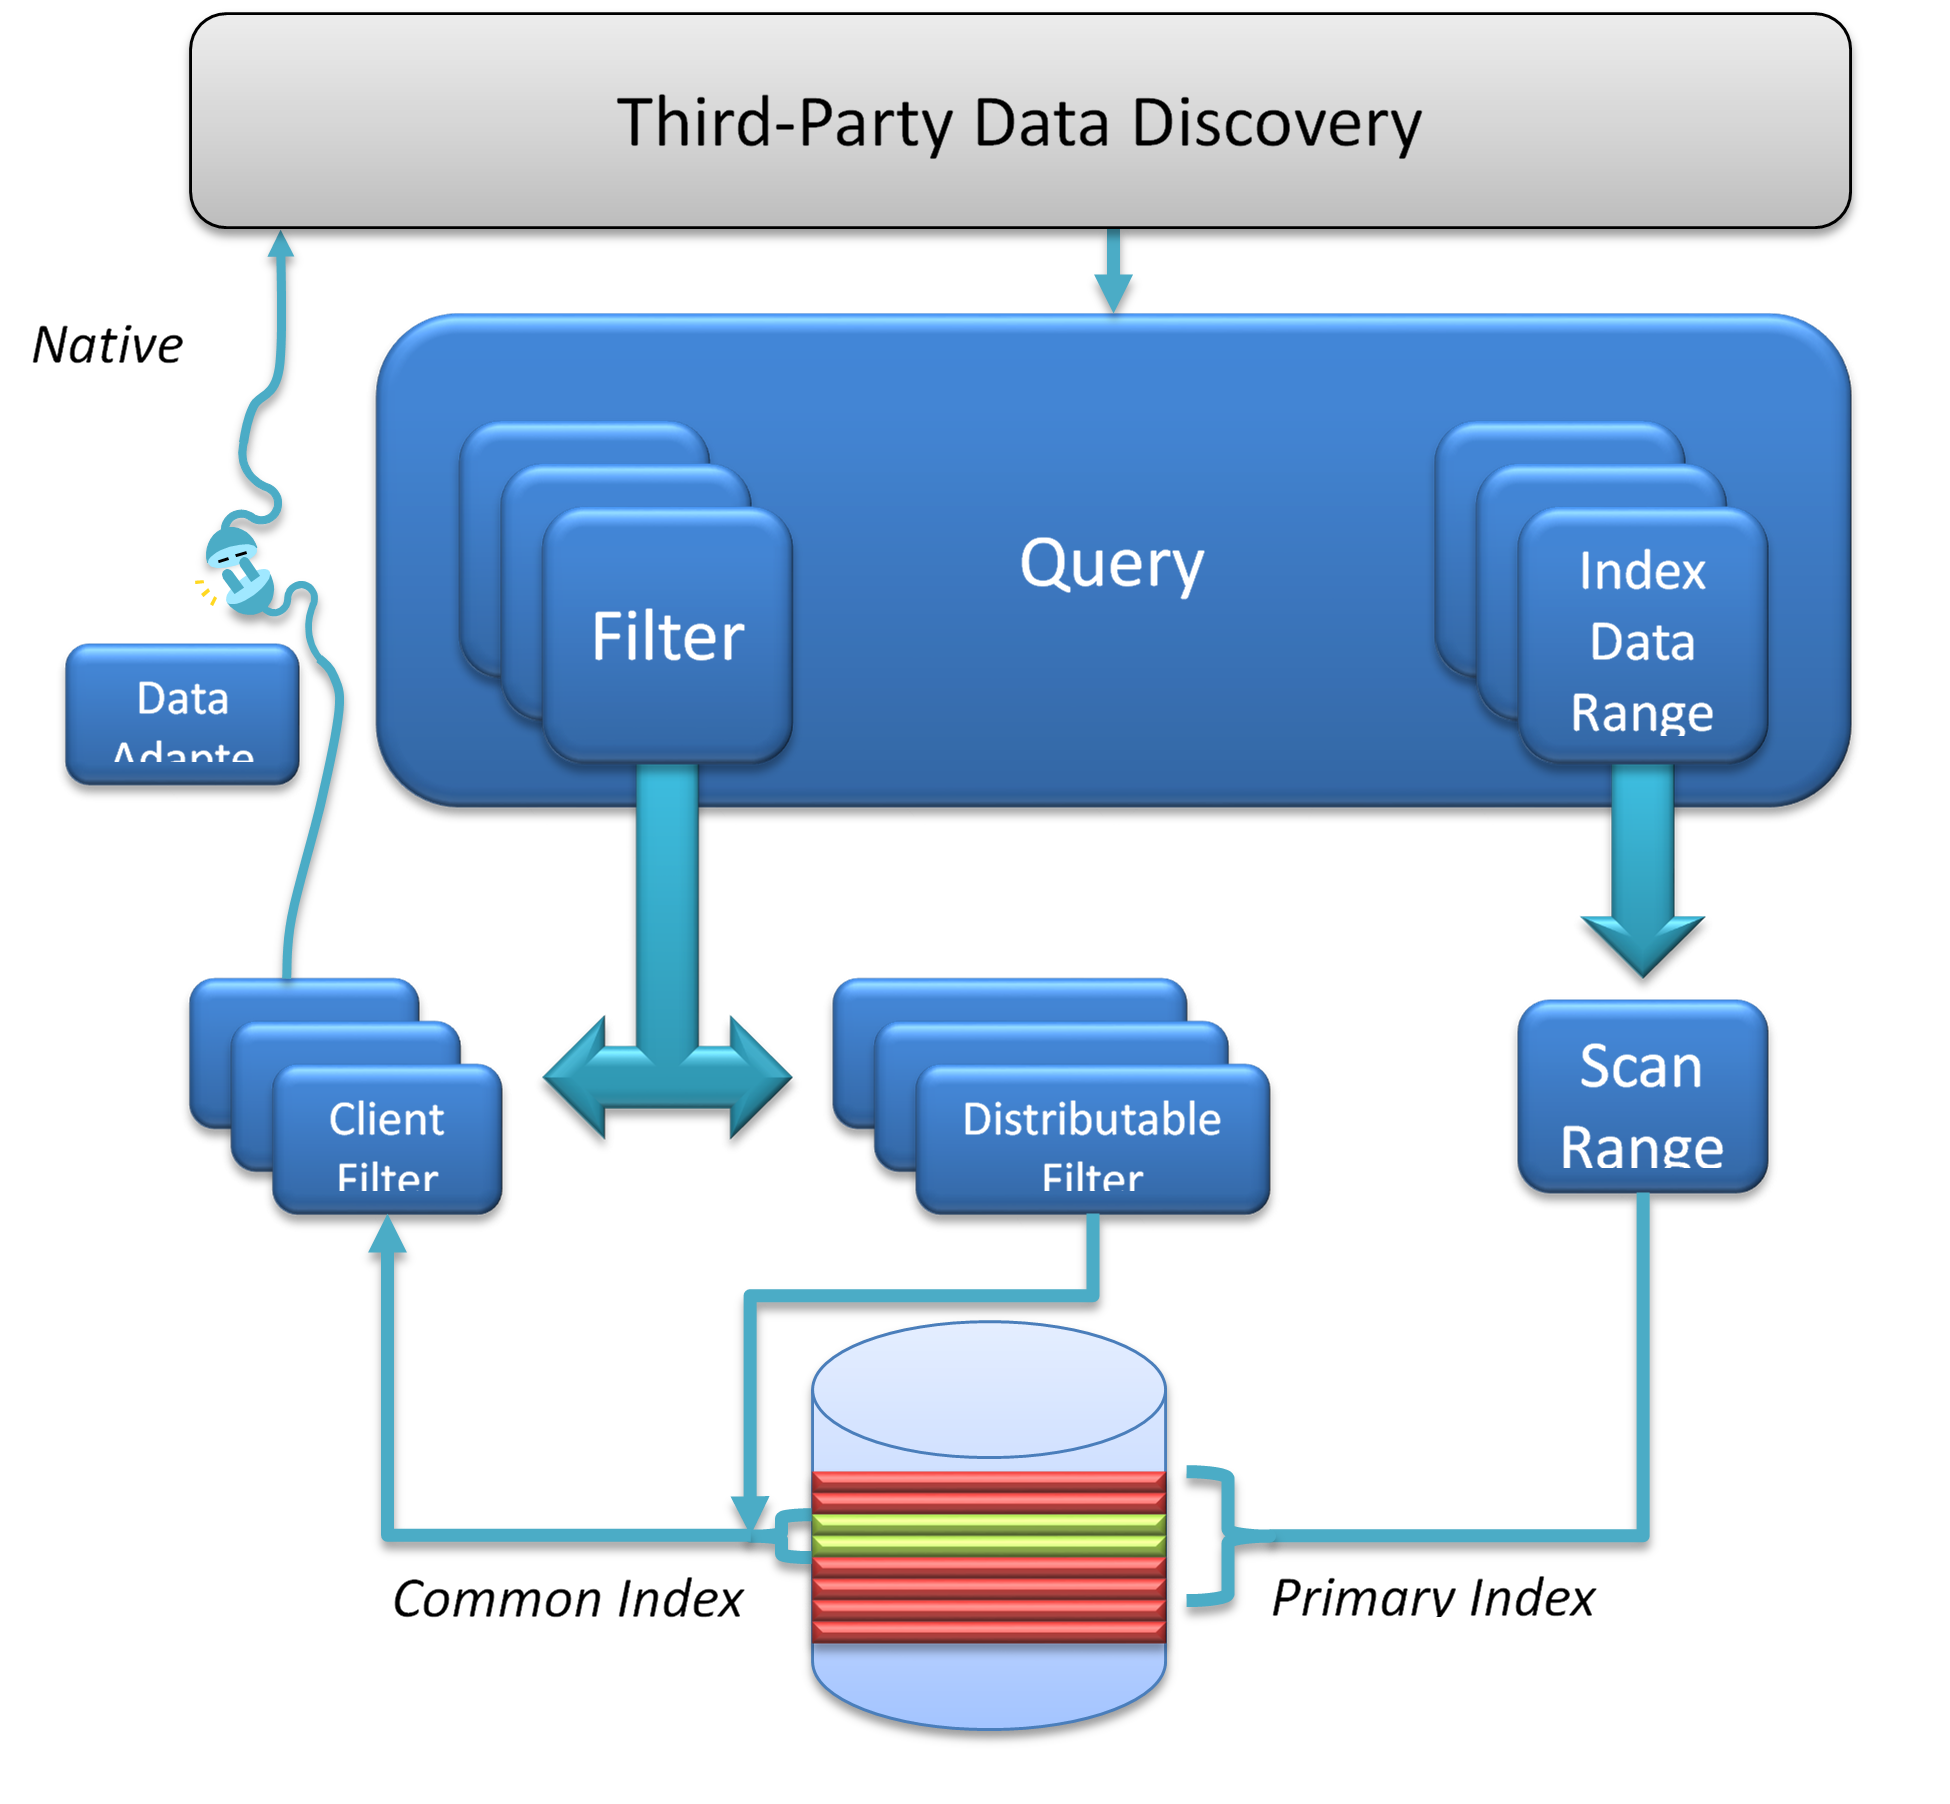 Third-Party Data Discovery
Native
Query
Filter
Index
Data
Range
Data
Adapte
Client
Filter
Distributable
Filter
Scan
Range
Common Index
Primary Index